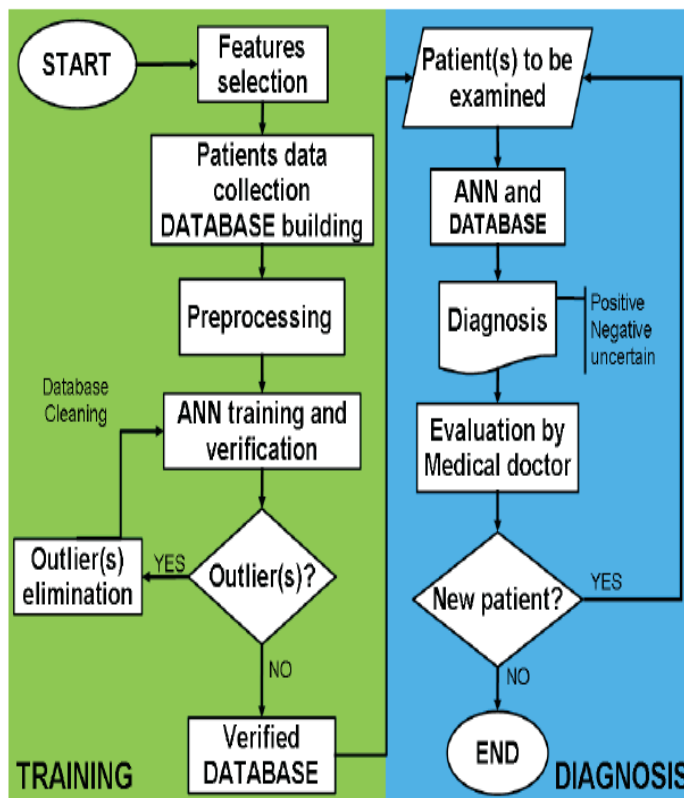 START
Features
selection
Patients data
collection
DATABASE building
Preprocessing
Database
Cleaning
ANN training and
verification
Outlier(s)
elimination
YES
Outlier(s)?
NO
Verified
DATABASE
TRAINING
Patient(s) to be
examined
ANN and
DATABASE
Diagnosis
Positive
Negative
uncertain
Evaluation by
Medical doctor
New patient?
YES
NO
END
DIAGNOSIS